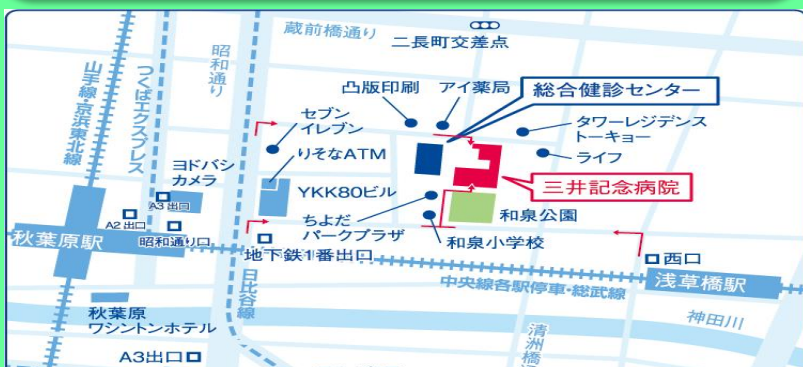 蔵前橋通り
二長町交差点
昭和通り
山手線・京浜東北線
つくばエクスプレス
凸版印刷
アイ薬局
総合健診センター
セブン
イレブン
タワーレジデンス
トーキョー
りそなATM
ライフ
ヨドバシ
カメラ
YKK80ビル
三井記念病院
A3出口
A2出口
ちよだ
パークプラザ
和泉公園
秋葉原駅
昭和通り口
地下鉄1番出口
和泉小学校
西口
日比谷線
中央線各駅停車・総武線
浅草橋駅
秋葉原
ワシントンホテル
神田川
清洲橋通
A3出口